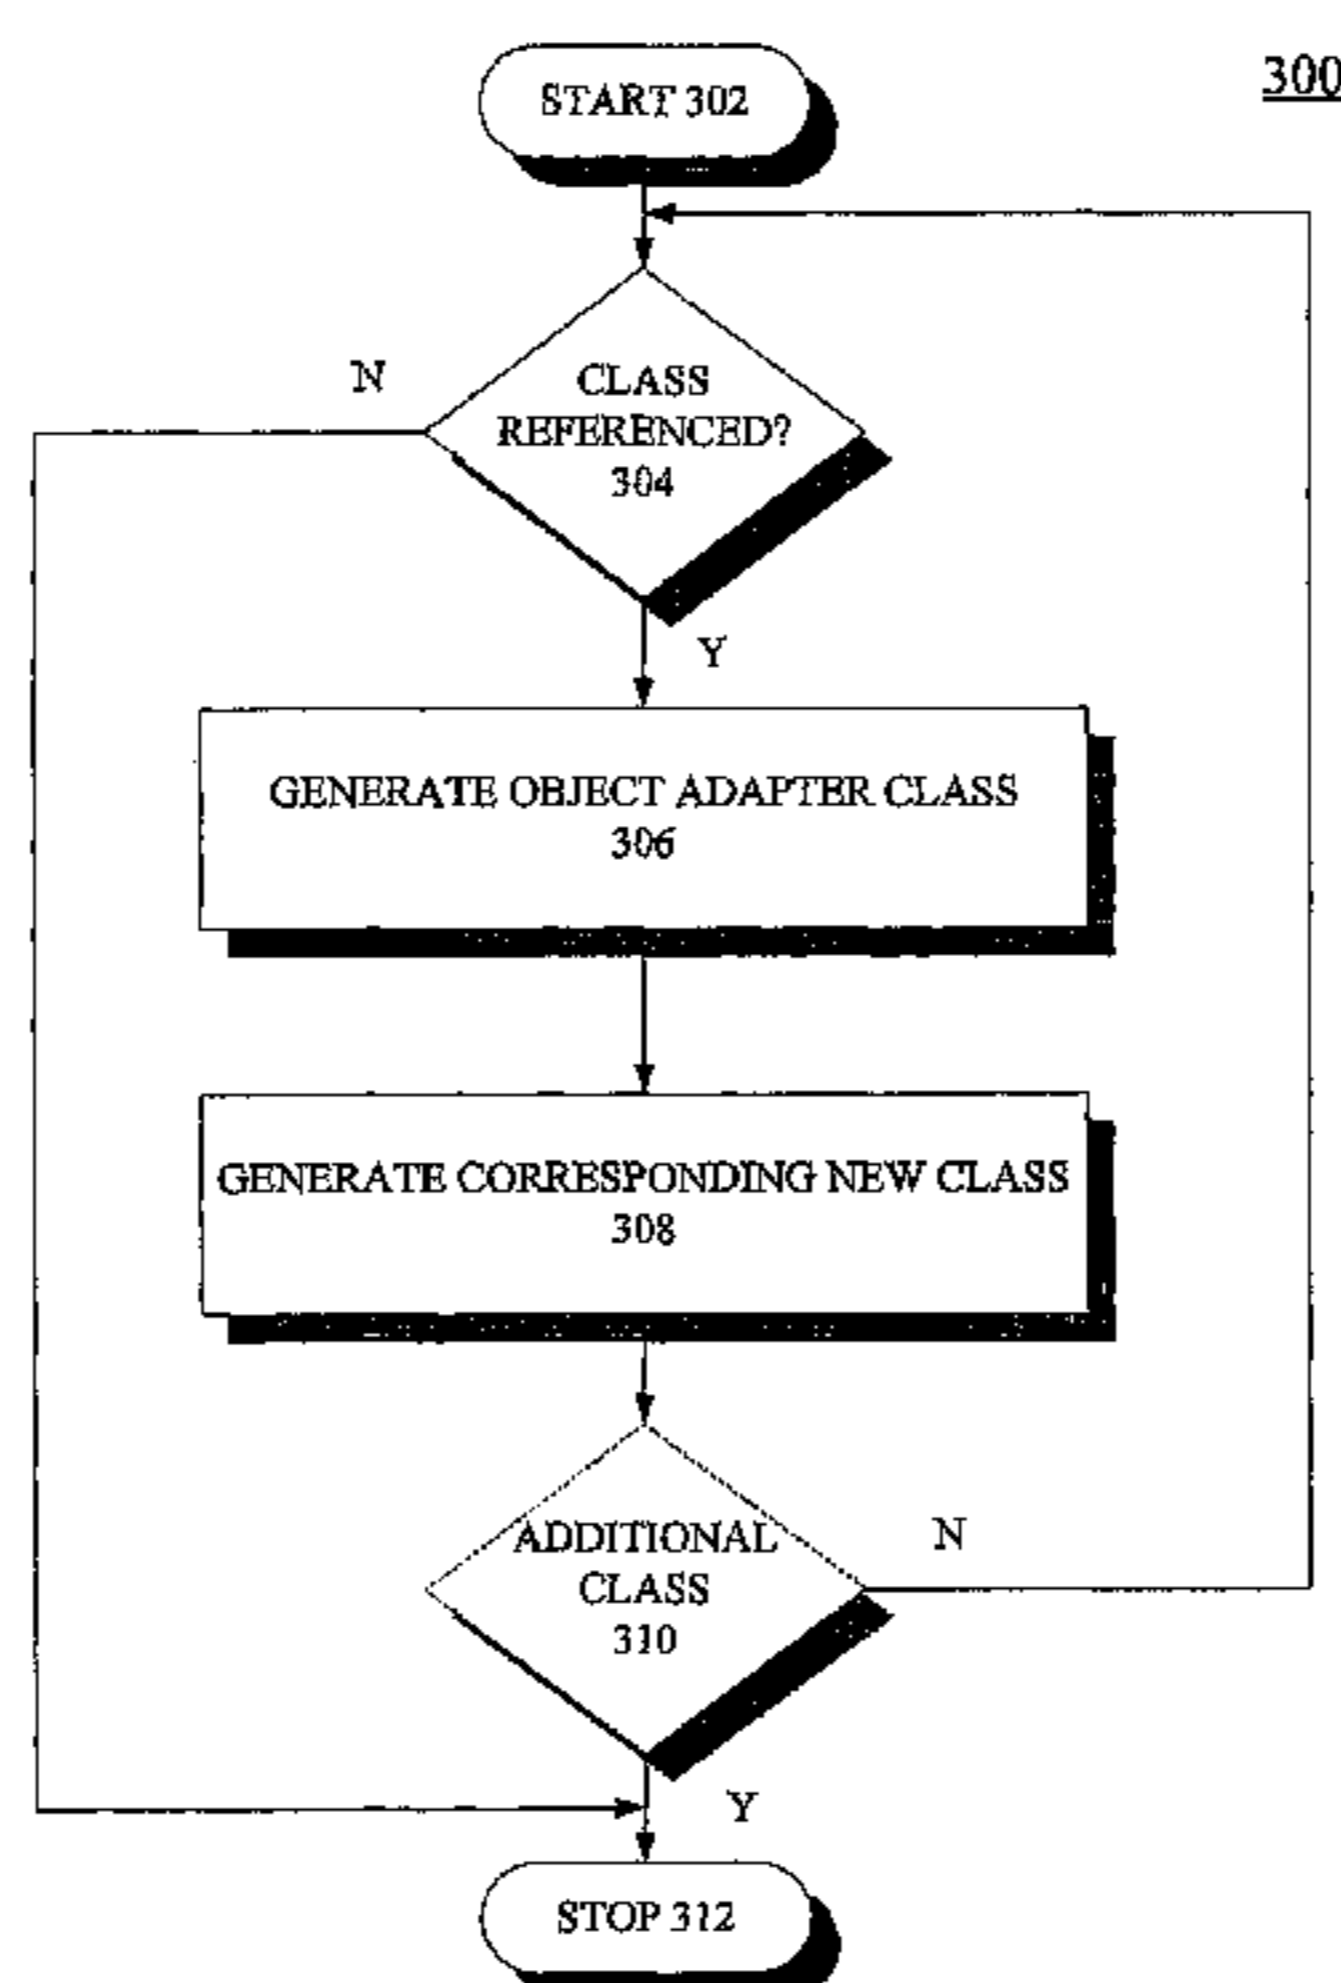 300
START 302
N
CLASS
REFERENCED?
304
Y
GENERATE OBJECT ADAPTER CLASS
306
GENERATE CORRESPONDING NEW CLASS
308
ADDITIONAL
CLASS
310
N
Y
STOP 312